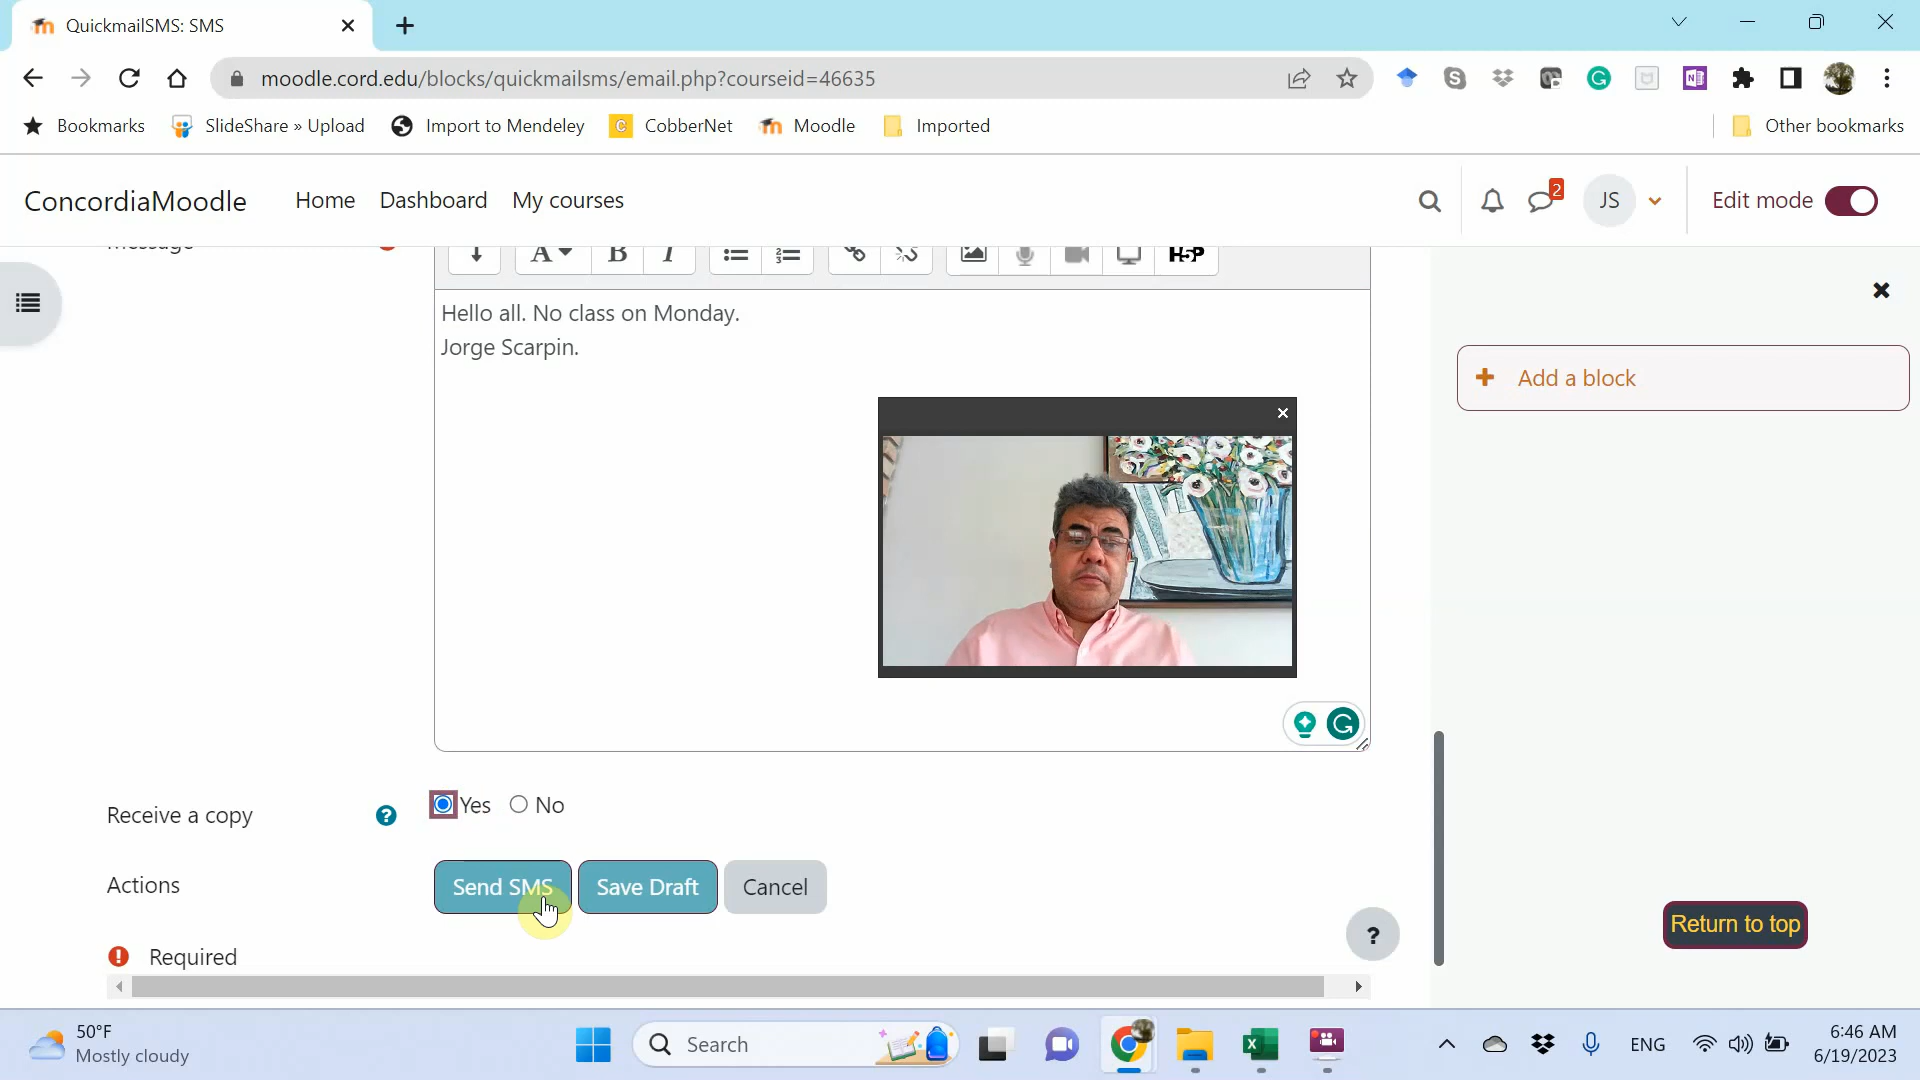 QuickmailSMS: SMS
moodle.cord.edu/blocks/quickmailsms/email.php?courseid=46635
Bookmarks SlideShare » Upload Import to Mendeley CobberNet Moodle Imported Other bookmarks
ConcordiaMoodle Home Dashboard My courses 2 JS Edit mode
Message
A B I H5P
Hello all. No class on Monday.
Jorge Scarpin.
Add a block
Receive a copy ? Yes No
Actions Send SMS Save Draft Cancel
Return to top
?
Required
50°F
Mostly cloudy
Search
ENG
6:46 AM
6/19/2023